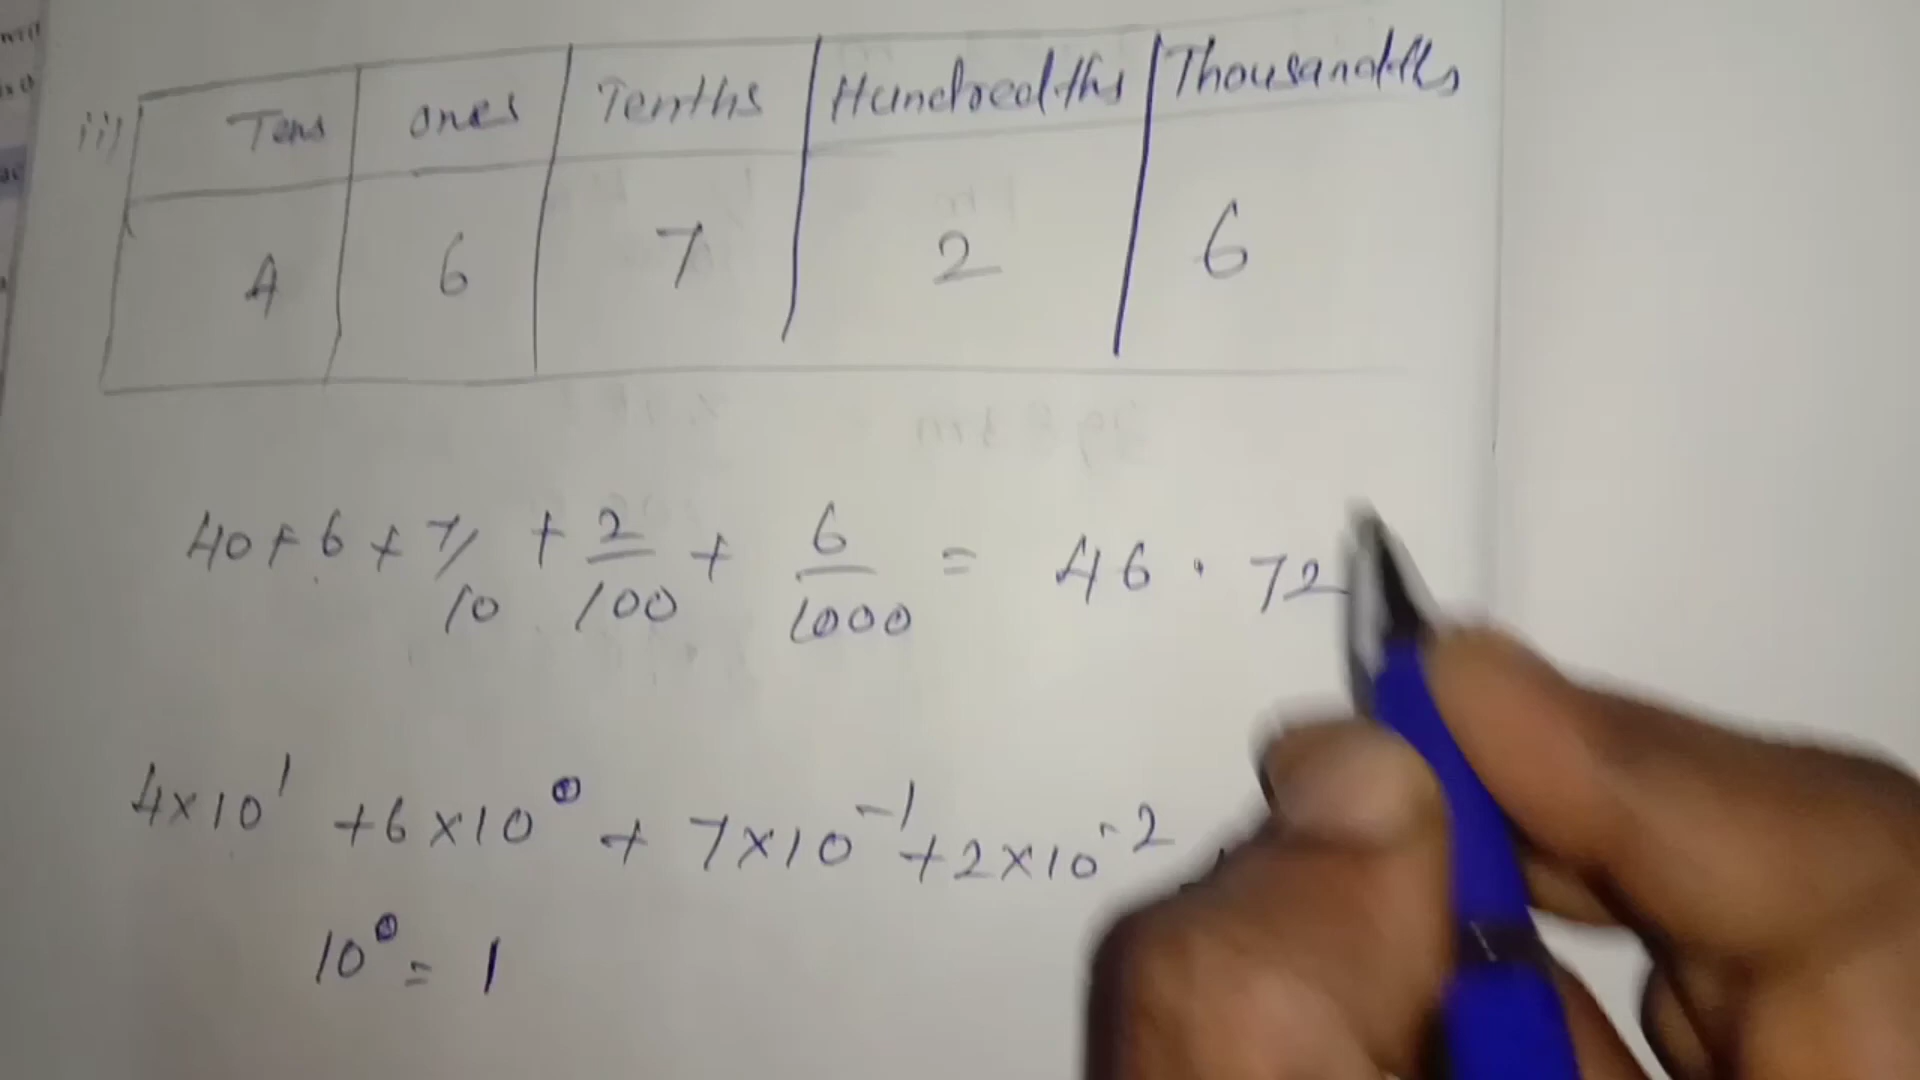 ii) Tens ones Tenths Hundredths Thousandths
4 6 7 2 6
40 + 6 + 7/10 + 2/100 + 6/1000 = 46.72
4×10¹ + 6×10⁰ + 7×10⁻¹ + 2×10⁻²
10⁰ = 1